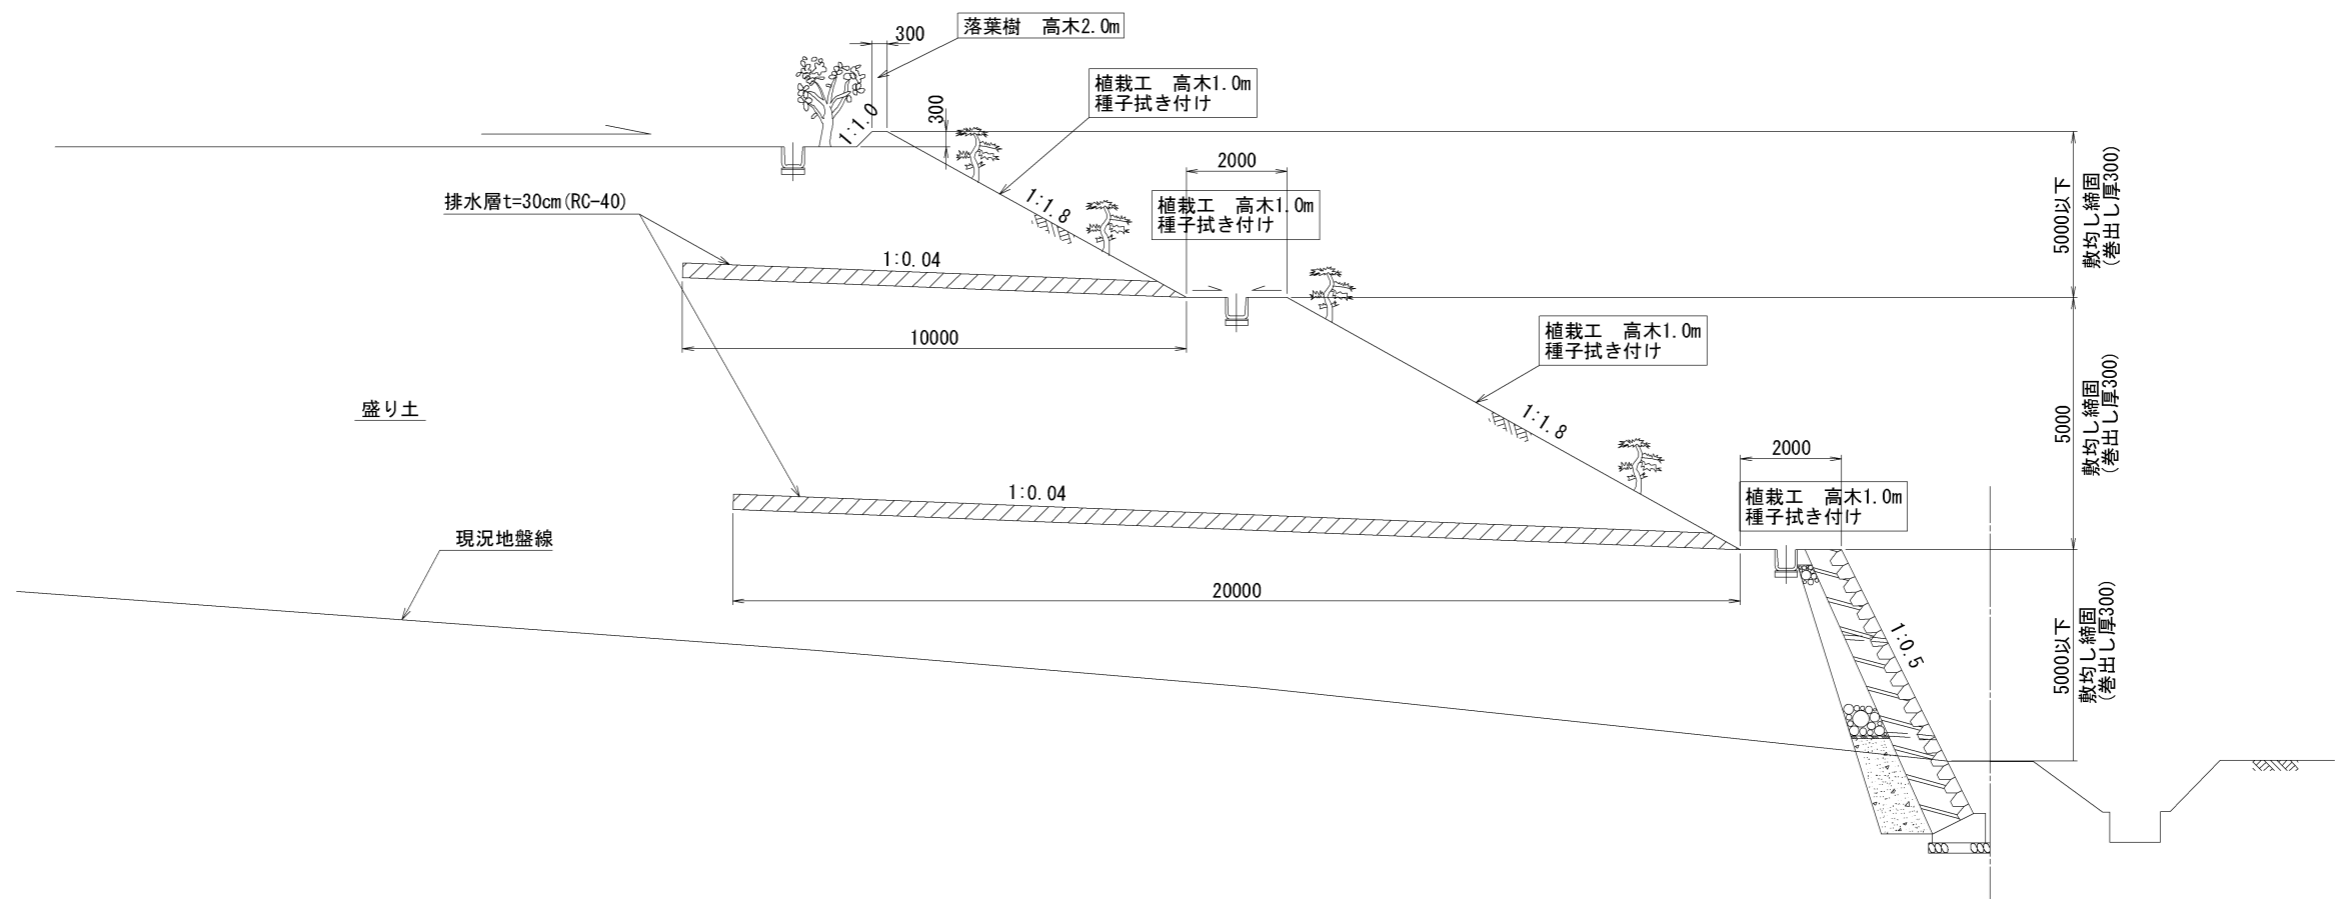 落葉樹　高木2.0m
300
植栽工　高木1.0m
種子拭き付け
300
1:1.0
2000
植栽工　高木1.0m
種子拭き付け
1:1.8
排水層t=30cm(RC-40)
1:0.04
10000
5000以下
敷均し締固
(巻出し厚300)
植栽工　高木1.0m
種子拭き付け
1:1.8
盛り土
5000
敷均し締固
(巻出し厚300)
2000
植栽工　高木1.0m
種子拭き付け
1:0.04
現況地盤線
20000
1:0.5
5000以下
敷均し締固
(巻出し厚300)